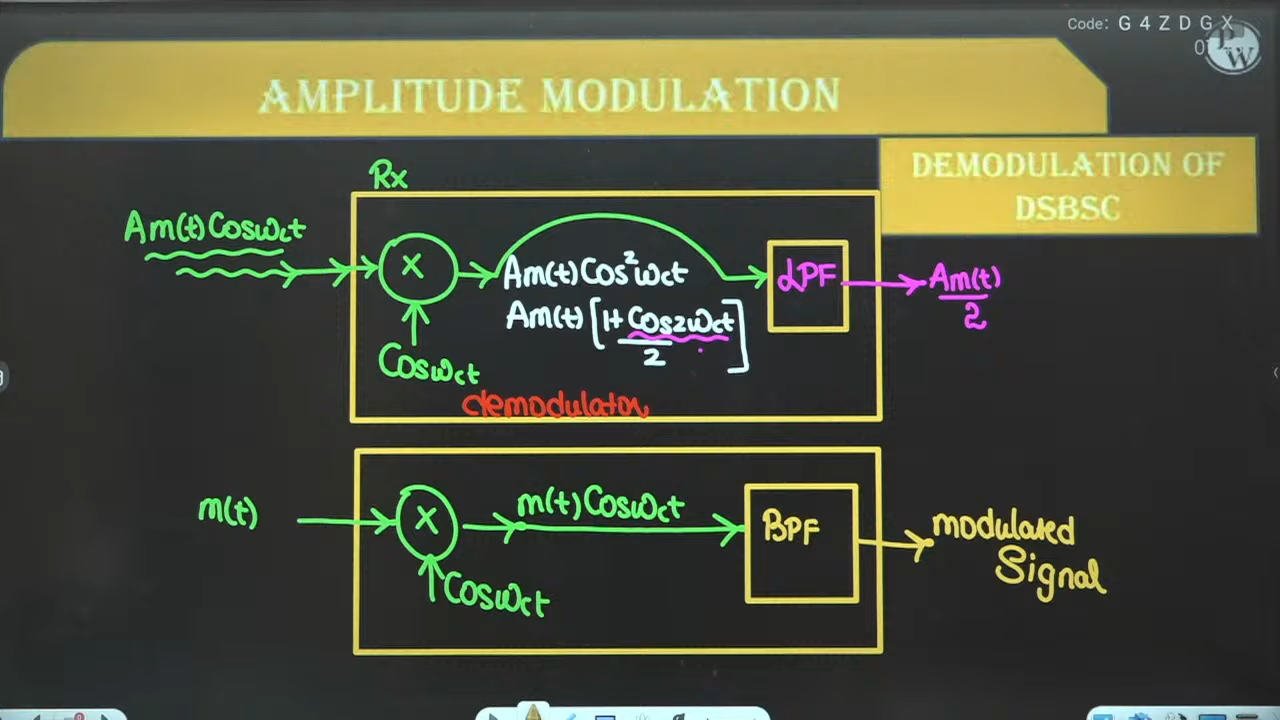 Code: G 4 Z D G X
AMPLITUDE MODULATION
DEMODULATION OF
DSBSC
Rx
Am(t)Cosωct
×
Am(t)Cos²ωct
Am(t)[1+Cos2ωct/2]
LPF
Am(t)/2
Cosωct
demodulator
m(t)
×
m(t)Cosωct
BPF
modulated
Signal
Cosωct